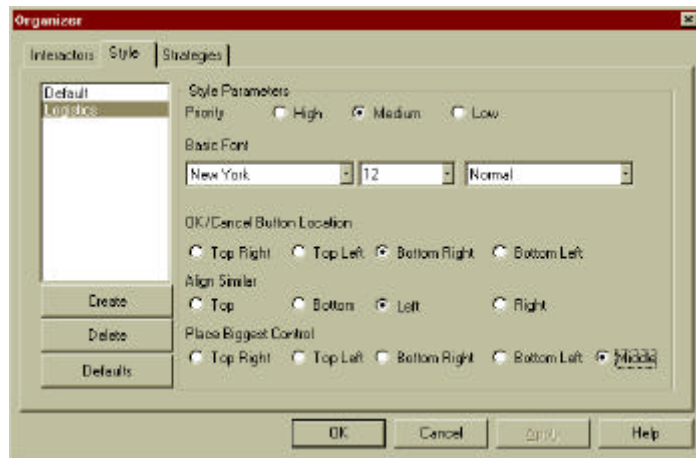 Organizer
Interactors Style Strategies
Default
Logistics
Style Parameters
Priority High Medium Low
Basic Font
New York 12 Normal
OK/Cancel Button Location
Top Right Top Left Bottom Right Bottom Left
Align Similar
Top Bottom Left Right
Place Biggest Control
Top Right Top Left Bottom Right Bottom Left Middle
Create
Delete
Defaults
OK Cancel Apply Help